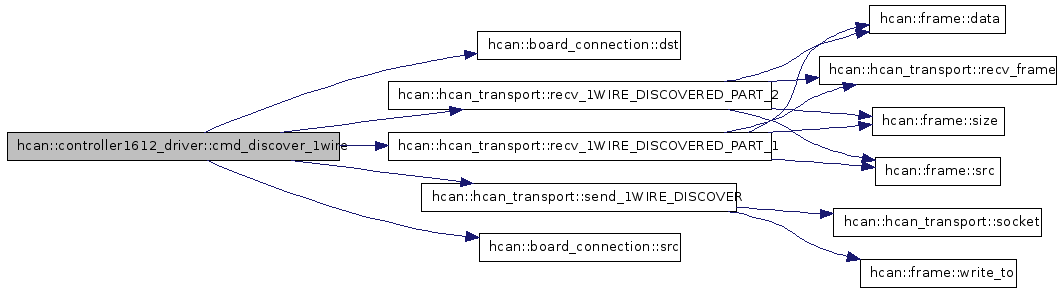 hcan::frame::data
hcan::board_connection::dst
hcan::hcan_transport::recv_frame
hcan::hcan_transport::recv_1WIRE_DISCOVERED_PART_2
hcan::frame::size
hcan::controller1612_driver::cmd_discover_1wire
hcan::hcan_transport::recv_1WIRE_DISCOVERED_PART_1
hcan::frame::src
hcan::hcan_transport::send_1WIRE_DISCOVER
hcan::hcan_transport::socket
hcan::board_connection::src
hcan::frame::write_to